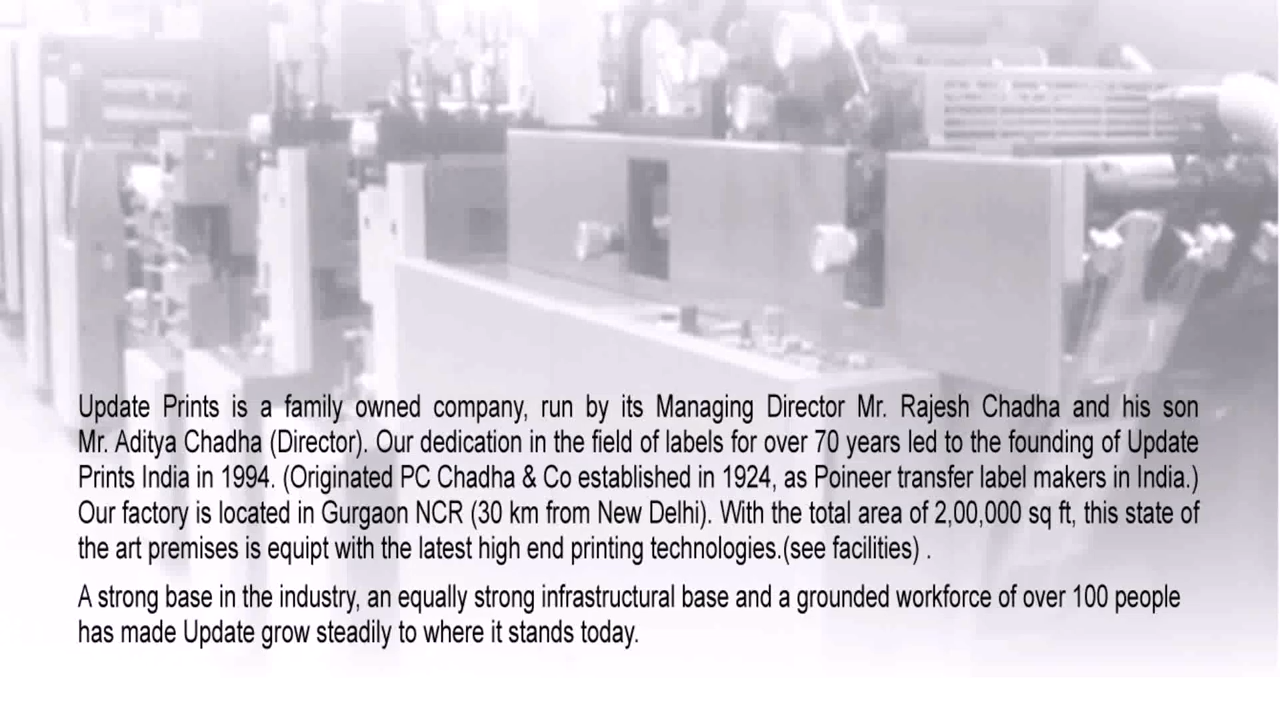 Update Prints is a family owned company, run by its Managing Director Mr. Rajesh Chadha and his son
Mr. Aditya Chadha (Director). Our dedication in the field of labels for over 70 years led to the founding of Update
Prints India in 1994. (Originated PC Chadha & Co established in 1924, as Poineer transfer label makers in India.)
Our factory is located in Gurgaon NCR (30 km from New Delhi). With the total area of 2,00,000 sq ft, this state of
the art premises is equipt with the latest high end printing technologies.(see facilities) .
A strong base in the industry, an equally strong infrastructural base and a grounded workforce of over 100 people
has made Update grow steadily to where it stands today.